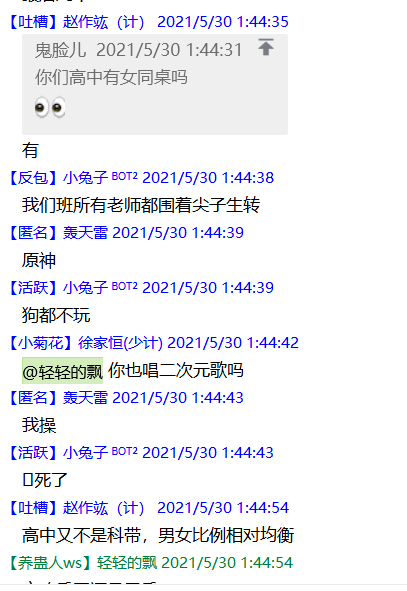 【吐槽】赵作竑（计） 2021/5/30 1:44:35
鬼脸儿 2021/5/30 1:44:31
你们高中有女同桌吗
有
【反包】小兔子 BOT2 2021/5/30 1:44:38
我们班所有老师都围着尖子生转
【匿名】轰天雷 2021/5/30 1:44:39
原神
【活跃】小兔子 BOT2 2021/5/30 1:44:39
狗都不玩
【小菊花】徐家恒(少计) 2021/5/30 1:44:42
@轻轻的飘 你也唱二次元歌吗
【匿名】轰天雷 2021/5/30 1:44:43
我操
【活跃】小兔子 BOT2 2021/5/30 1:44:43
死了
【吐槽】赵作竑（计） 2021/5/30 1:44:54
高中又不是科带，男女比例相对均衡
【养蛊人ws】轻轻的飘 2021/5/30 1:44:54